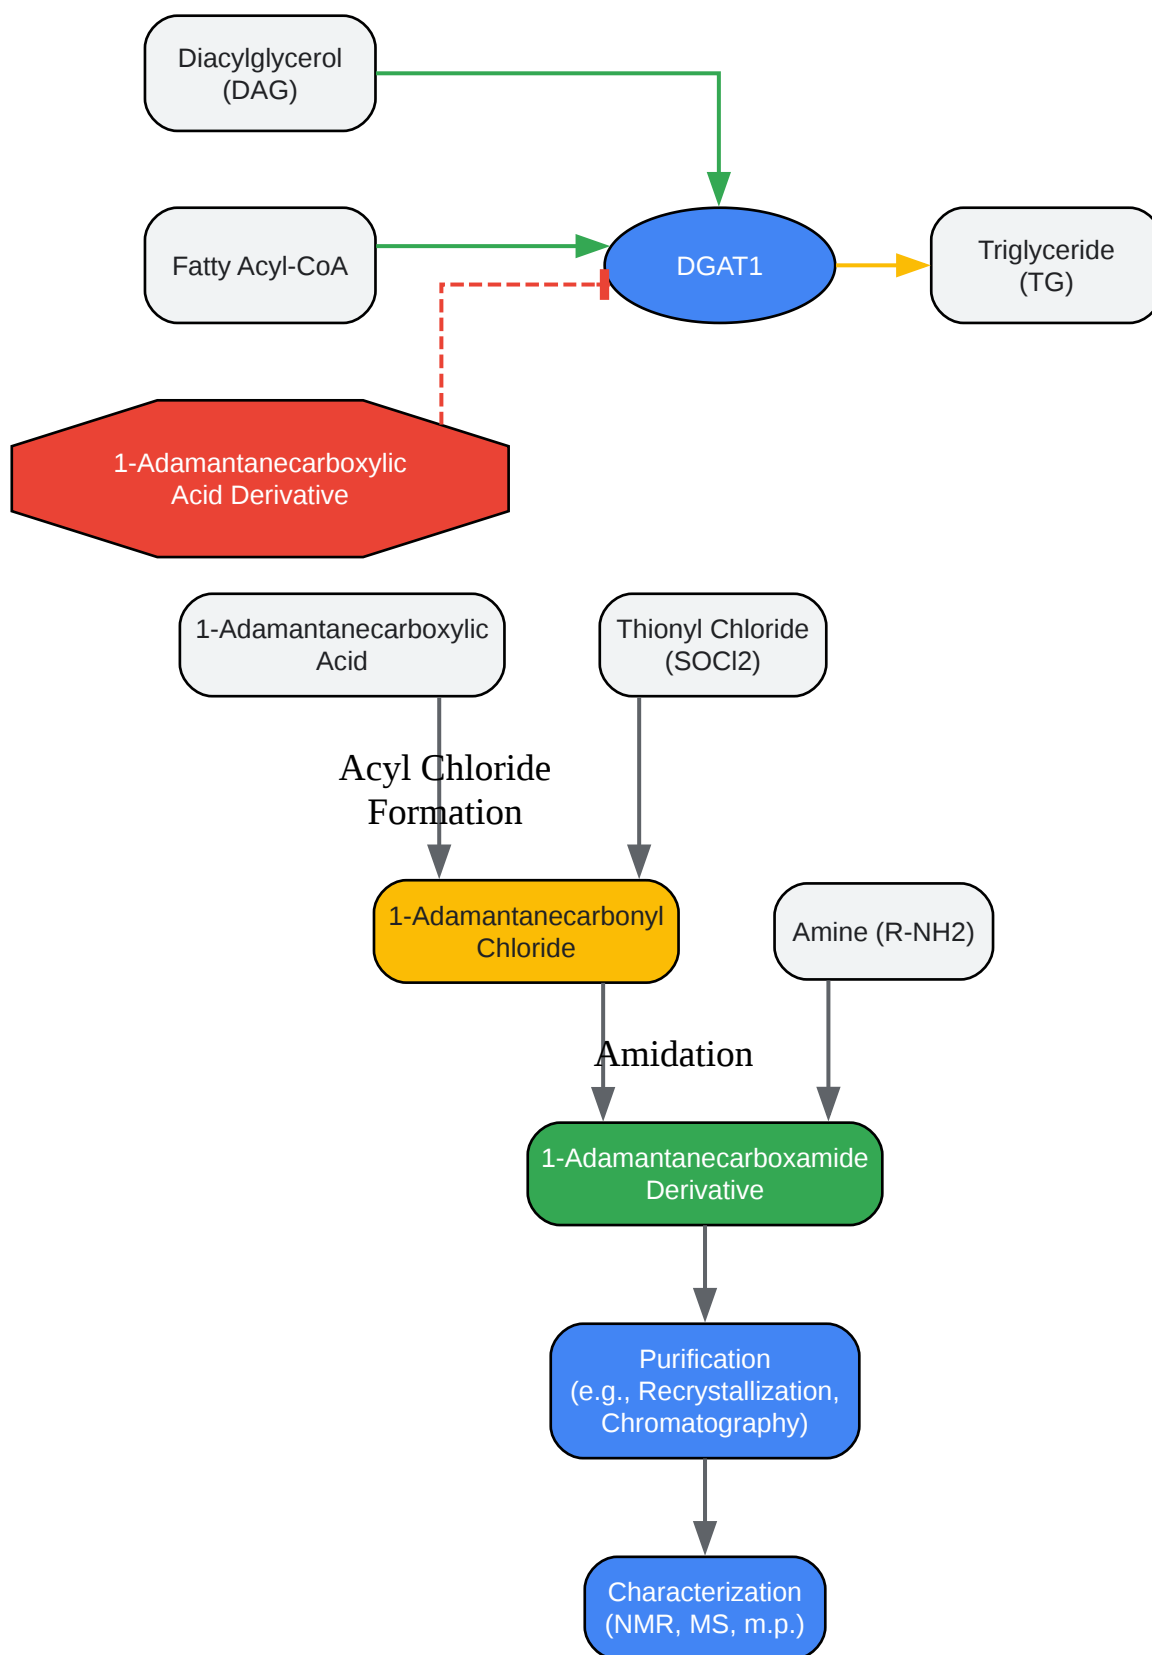 Diacylglycerol
(DAG)
Fatty Acyl-CoA
DGAT1
Triglyceride
(TG)
1-Adamantanecarboxylic
Acid Derivative
1-Adamantanecarboxylic
Acid
Thionyl Chloride
(SOCl2)
Acyl Chloride
Formation
1-Adamantanecarbonyl
Chloride
Amine (R-NH2)
Amidation
1-Adamantanecarboxamide
Derivative
Purification
(e.g., Recrystallization,
Chromatography)
Characterization
(NMR, MS, m.p.)